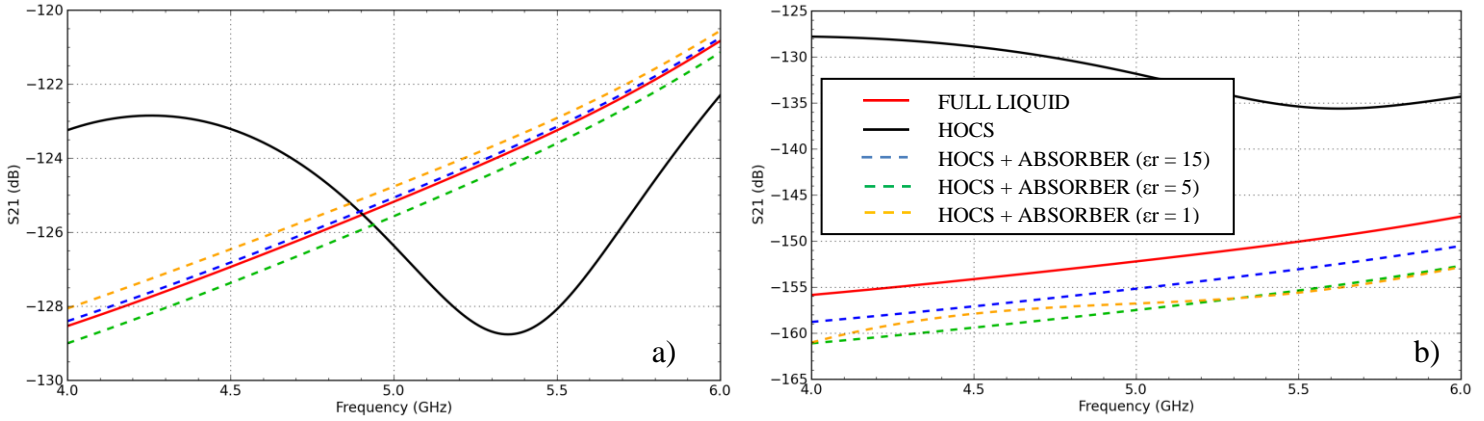 −120
−122
−124
−126
−128
−130
S21 (dB)
4.0
4.5
5.0
5.5
6.0
Frequency (GHz)
a)
−125
−130
−135
−140
−145
−150
−155
−160
−165
S21 (dB)
FULL LIQUID
HOCS
HOCS + ABSORBER (εr = 15)
HOCS + ABSORBER (εr = 5)
HOCS + ABSORBER (εr = 1)
4.0
4.5
5.0
5.5
6.0
Frequency (GHz)
b)